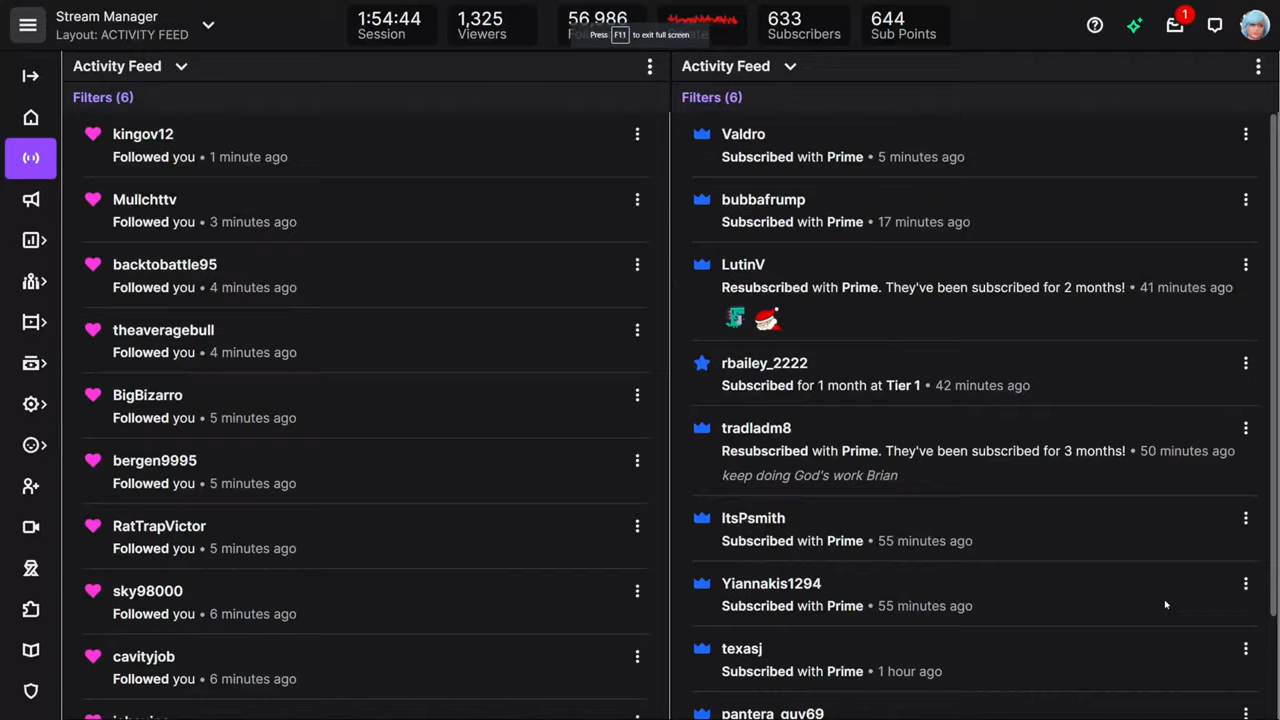 Stream Manager
Layout: ACTIVITY FEED
1:54:44
Session
1,325
Viewers
56,986
633
Subscribers
644
Sub Points
1
Press F11 to exit full screen
Activity Feed
Filters (6)
kingov12
Followed you • 1 minute ago
Mullchttv
Followed you • 3 minutes ago
backtobattle95
Followed you • 4 minutes ago
theaveragebull
Followed you • 4 minutes ago
BigBizarro
Followed you • 5 minutes ago
bergen9995
Followed you • 5 minutes ago
RatTrapVictor
Followed you • 5 minutes ago
sky98000
Followed you • 6 minutes ago
cavityjob
Followed you • 6 minutes ago
Activity Feed
Filters (6)
Valdro
Subscribed with Prime • 5 minutes ago
bubbafrump
Subscribed with Prime • 17 minutes ago
LutinV
Resubscribed with Prime. They've been subscribed for 2 months! • 41 minutes ago
rbailey_2222
Subscribed for 1 month at Tier 1 • 42 minutes ago
tradladm8
Resubscribed with Prime. They've been subscribed for 3 months! • 50 minutes ago
keep doing God's work Brian
ItsPsmith
Subscribed with Prime • 55 minutes ago
Yiannakis1294
Subscribed with Prime • 55 minutes ago
texasj
Subscribed with Prime • 1 hour ago
pantera_guy69